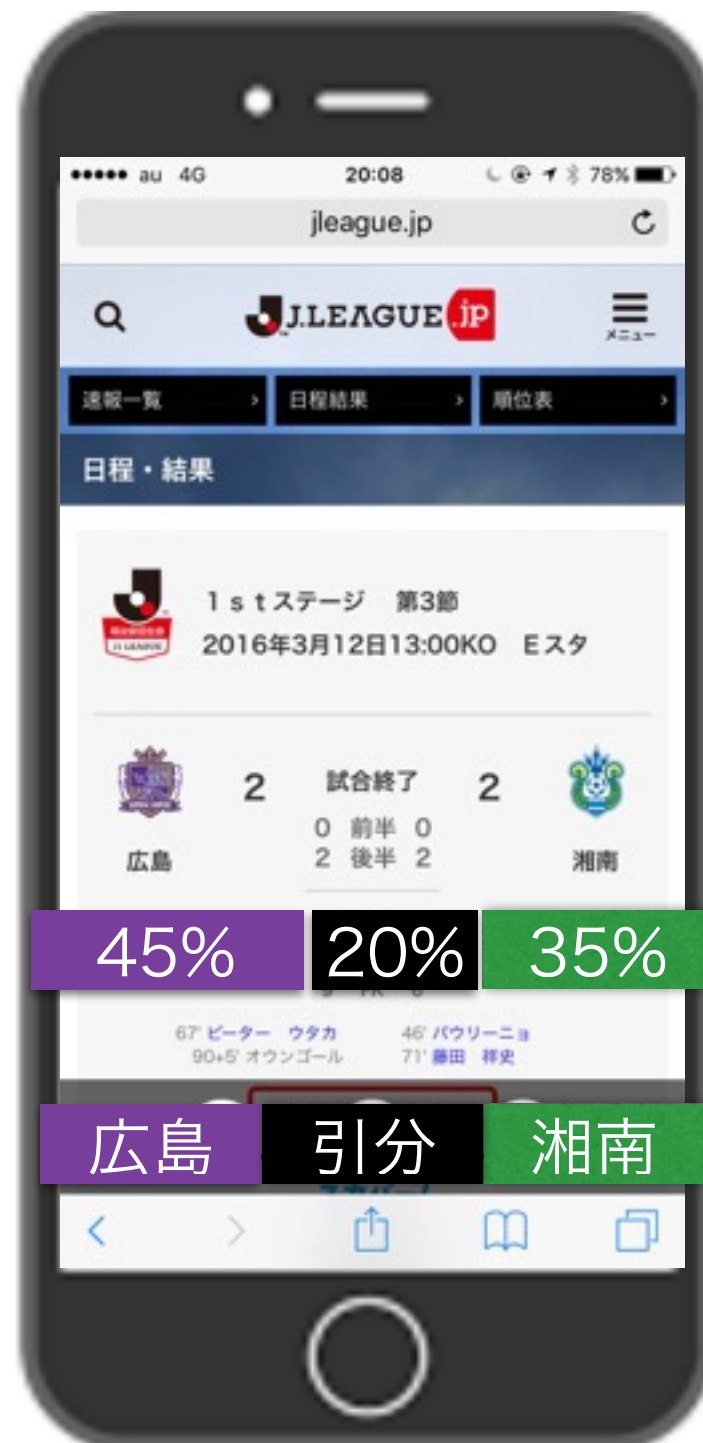 ●●●●● au 4G 20:08 78%
jleague.jp
J.LEAGUE.jp メニュー
速報一覧 日程結果 順位表
日程・結果
1stステージ 第3節
2016年3月12日13:00KO Eスタ
2 試合終了 2
0 前半 0
広島 2 後半 2 湘南
45% 20% 35%
67' ピーター ウタカ 46' パウリーニョ
90+5' オウンゴール 71' 藤田 祥史
広島 引分 湘南